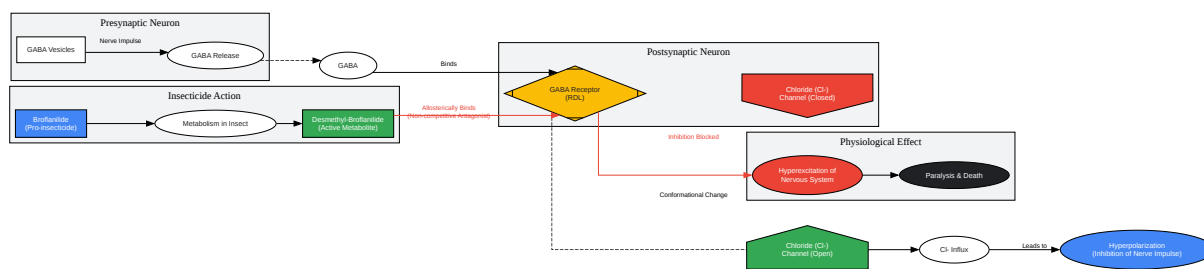 Presynaptic Neuron
GABA Vesicles
Nerve Impulse
GABA Release
GABA
Binds
Postsynaptic Neuron
GABA Receptor
(RDL)
Chloride (Cl-)
Channel (Closed)
Insecticide Action
Broflanilide
(Pro-insecticide)
Metabolism in Insect
Desmethyl-Broflanilide
(Active Metabolite)
Allosterically Binds
(Non-competitive Antagonist)
Inhibition Blocked
Physiological Effect
Hyperexcitation of
Nervous System
Paralysis & Death
Conformational Change
Chloride (Cl-)
Channel (Open)
Cl- Influx
Leads to
Hyperpolarization
(Inhibition of Nerve Impulse)